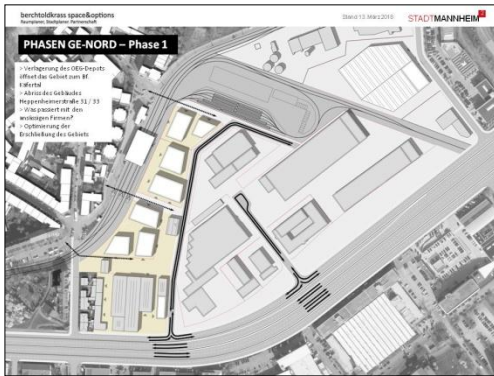 berchtoldkrass space&options
Raumplaner, Stadtplaner. Partnerschaft
Stand 13. März 2018
STADTMANNHEIM²
PHASEN GE-NORD – Phase 1
> Verlagerung des OEG-Depots
öffnet das Gebiet zum Bf.
Käfertal
> Abriss des Gebäudes
Heppenheimerstraße 31 / 33
> Was passiert mit den
ansässigen Firmen?
> Optimierung der
Erschließung des Gebiets